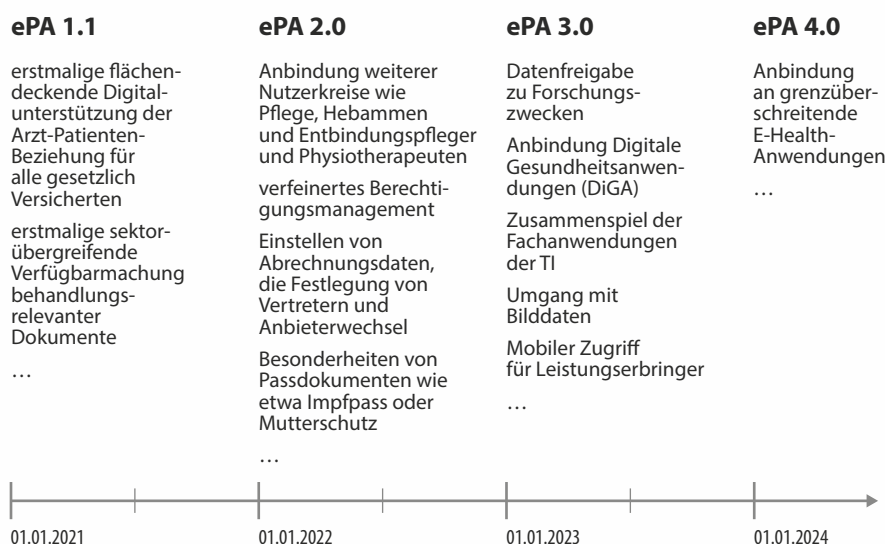 ePA 1.1
erstmalige flächen-
deckende Digital-
unterstützung der
Arzt-Patienten-
Beziehung für
alle gesetzlich
Versicherten
erstmalige sektor-
übergreifende
Verfügbarmachung
behandlungs-
relevanter
Dokumente
…
ePA 2.0
Anbindung weiterer
Nutzerkreise wie
Pflege, Hebammen
und Entbindungspfleger
und Physiotherapeuten
verfeinertes Berechti-
gungsmanagement
Einstellen von
Abrechnungsdaten,
die Festlegung von
Vertretern und
Anbieterwechsel
Besonderheiten von
Passdokumenten wie
etwa Impfpass oder
Mutterschutz
…
ePA 3.0
Datenfreigabe
zu Forschungs-
zwecken
Anbindung Digitale
Gesundheitsanwen-
dungen (DiGA)
Zusammenspiel der
Fachanwendungen
der TI
Umgang mit
Bilddaten
Mobiler Zugriff
für Leistungserbringer
…
ePA 4.0
Anbindung
an grenzüber-
schreitende
E-Health-
Anwendungen
…
01.01.2021
01.01.2022
01.01.2023
01.01.2024